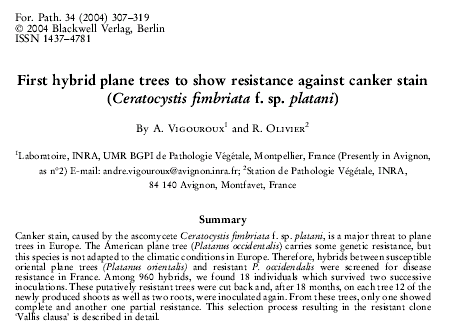 For. Path. 34 (2004) 307–319
© 2004 Blackwell Verlag, Berlin
ISSN 1437–4781
First hybrid plane trees to show resistance against canker stain
(Ceratocystis fimbriata f. sp. platani)
By A. Vigouroux1 and R. Olivier2
1Laboratoire, INRA, UMR BGPI de Pathologie Végétale, Montpellier, France (Presently in Avignon,
as n°2) E-mail: andre.vigouroux@avignon.inra.fr; 2Station de Pathologie Végétale, INRA,
84 140 Avignon, Montfavet, France
Summary
Canker stain, caused by the ascomycete Ceratocystis fimbriata f. sp. platani, is a major threat to plane
trees in Europe. The American plane tree (Platanus occidentalis) carries some genetic resistance, but
this species is not adapted to the climatic conditions in Europe. Therefore, hybrids between susceptible
oriental plane trees (Platanus orientalis) and resistant P. occidendalis were screened for disease
resistance in France. Among 960 hybrids, we found 18 individuals which survived two successive
inoculations. These putatively resistant trees were cut back and, after 18 months, on each tree 12 of the
newly produced shoots as well as two roots, were inoculated again. From these trees, only one showed
complete and another one partial resistance. This selection process resulting in the resistant clone
'Vallis clausa' is described in detail.